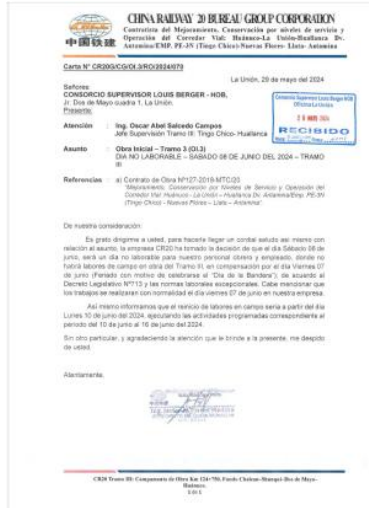 CHINA RAILWAY 20 BUREAU GROUP CORPORATION
Contratista del Mejoramiento, Conservación por niveles de servicio y
Operación del Corredor Vial: Huánuco-La Unión-Huallanca Dv.
Antamina/EMP. PE-3N (Tingo Chico)-Nuevas Flores- Llata- Antamina
中国铁建
Carta N° CR20G/CG/OI.3/RO/2024/079
La Unión, 29 de mayo del 2024
Señores:
CONSORCIO SUPERVISOR LOUIS BERGER - HOB,
Jr. Dos de Mayo cuadra 1, La Unión.
Presente.
Consorcio Supervisor Louis Berger HOB
Oficina La Unión
MAYO 2024
RECIBIDO
Atención : Ing. Oscar Abel Salcedo Campos
Jefe Supervisión Tramo III: Tingo Chico- Huallanca
Asunto : Obra Inicial – Tramo 3 (OI.3)
DIA NO LABORABLE – SABADO 08 DE JUNIO DEL 2024 – TRAMO
III.
Referencias : a) Contrato de Obra N°127-2019-MTC/20
"Mejoramiento, Conservación por Niveles de Servicio y Operación del
Corredor Vial: Huánuco - La Unión – Huallanca Dv. Antamina/Emp. PE-3N
(Tingo Chico) - Nuevas Flores – Llata – Antamina".
De nuestra consideración:
Es grato dirigirme a usted, para hacerle llegar un cordial saludo así mismo con
relación al asunto, la empresa CR20 ha tomado la decisión de que el día Sábado 08 de
junio, será un día no laborable para nuestro personal obrero y empleado, donde no
habrá labores de campo en obra del Tramo III, en compensación por el día Viernes 07
de junio (Feriado con motivo de celebrarse al "Día de la Bandera") de acuerdo al
Decreto Legislativo N°713 y las normas laborales excepcionales. Cabe mencionar que
los trabajos se realizarán con normalidad el día viernes 07 de junio en nuestra empresa.
Así mismo informamos que el reinicio de labores en campo sería a partir del día
Lunes 10 de junio del 2024, ejecutando las actividades programadas correspondiente al
periodo del 10 de junio al 16 de junio del 2024.
Sin otro particular, y agradeciendo la atención que le brinde a la presente, me despido
de usted.
Atentamente,
CR20 Tramo III: Campamento de Obra Km 124+750, Fundo Cholon- Shunqui- Dos de Mayo-
Huánuco.